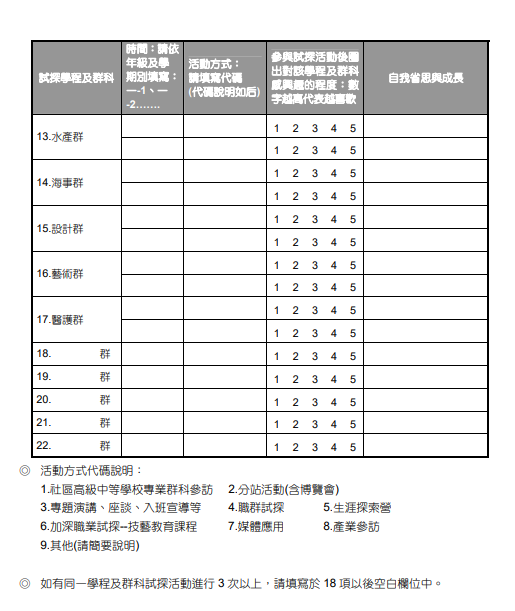 試探學程及群科
時間：請依
年級及學
期別填寫：
一-1、一
-2.......
活動方式：
請填寫代碼
(代碼說明如后)
參與試探活動後圈
出對該學程及群科
感興趣的程度：數
字越高代表越喜歡
自我省思與成長
13.水產群
1 2 3 4 5
1 2 3 4 5
14.海事群
1 2 3 4 5
1 2 3 4 5
15.設計群
1 2 3 4 5
1 2 3 4 5
16.藝術群
1 2 3 4 5
1 2 3 4 5
17.醫護群
1 2 3 4 5
1 2 3 4 5
18. 群 1 2 3 4 5
19. 群 1 2 3 4 5
20. 群 1 2 3 4 5
21. 群 1 2 3 4 5
22. 群 1 2 3 4 5
◎ 活動方式代碼說明：
1.社區高級中等學校專業群科參訪 2.分站活動(含博覽會)
3.專題演講、座談、入班宣導等 4.職群試探 5.生涯探索營
6.加深職業試探--技藝教育課程 7.媒體應用 8.產業參訪
9.其他(請簡要說明)
◎ 如有同一學程及群科試探活動進行 3 次以上，請填寫於 18 項以後空白欄位中。